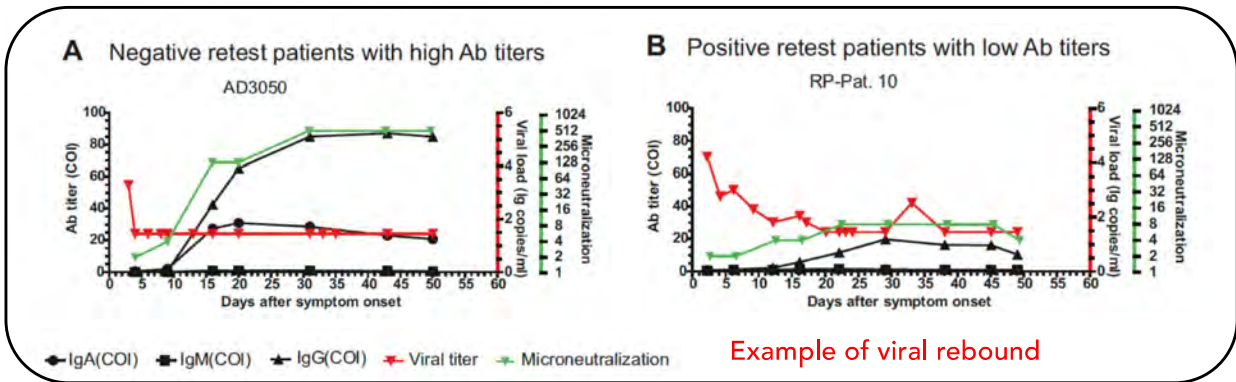 A Negative retest patients with high Ab titers
AD3050
100
80
60
40
20
0
Ab titer (COI)
0 5 10 15 20 25 30 35 40 45 50 55 60
Days after symptom onset
6
4
2
0
Viral load (lg copies/ml)
1024
512
256
128
64
32
16
8
4
2
1
Microneutralization
B Positive retest patients with low Ab titers
RP-Pat. 10
100
80
60
40
20
0
Ab titer (COI)
0 5 10 15 20 25 30 35 40 45 50 55 60
Days after symptom onset
6
4
2
0
Viral load (lg copies/ml)
1024
512
256
128
64
32
16
8
4
2
1
Microneutralization
IgA(COI) IgM(COI) IgG(COI) Viral titer Microneutralization
Example of viral rebound